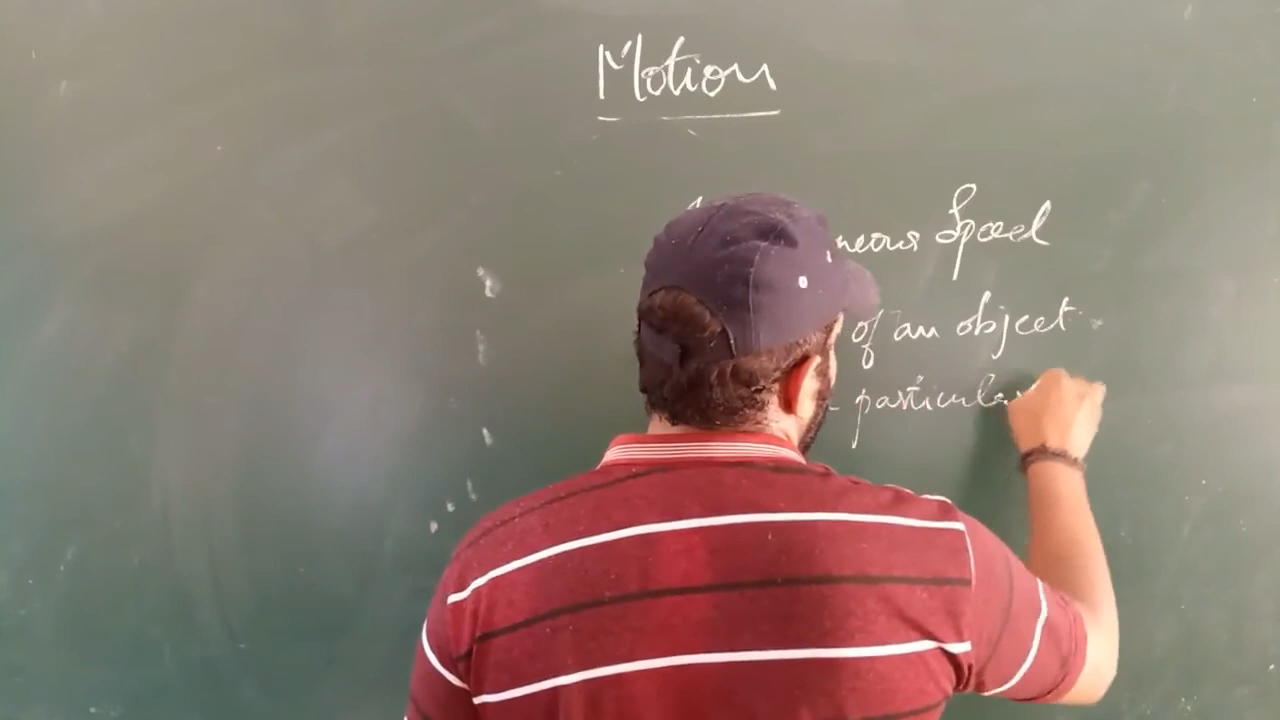 Motion
neous Speed
of an object
particular